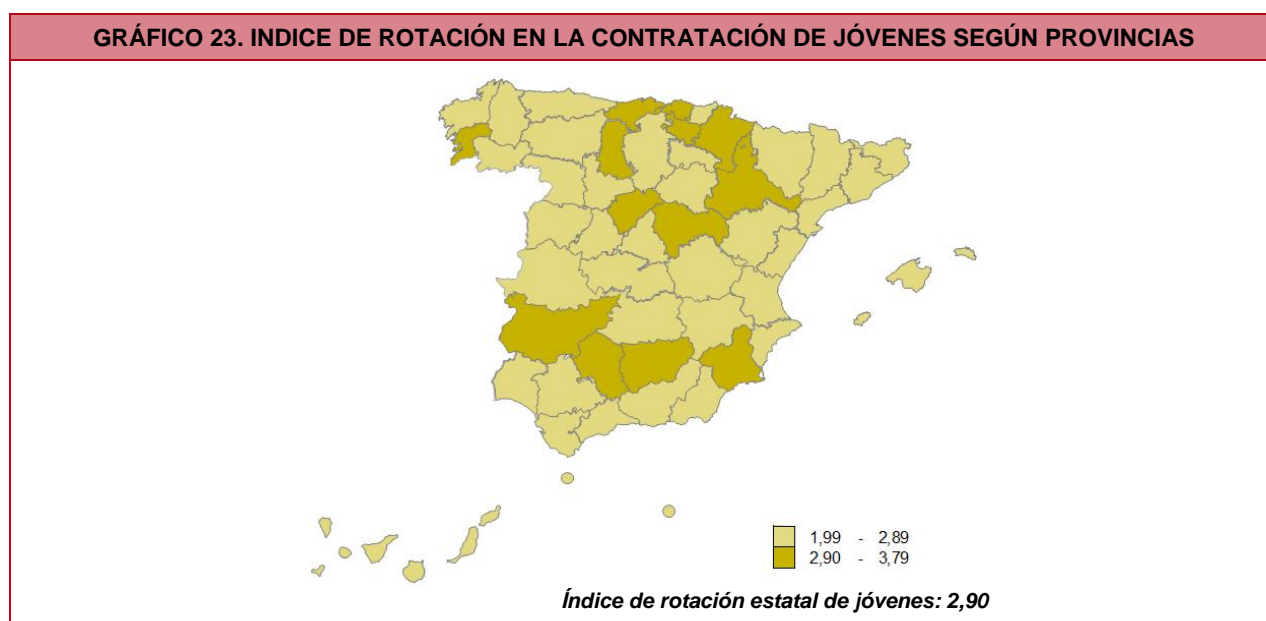 GRÁFICO 23. INDICE DE ROTACIÓN EN LA CONTRATACIÓN DE JÓVENES SEGÚN PROVINCIAS
1,99 - 2,89
2,90 - 3,79
Índice de rotación estatal de jóvenes: 2,90